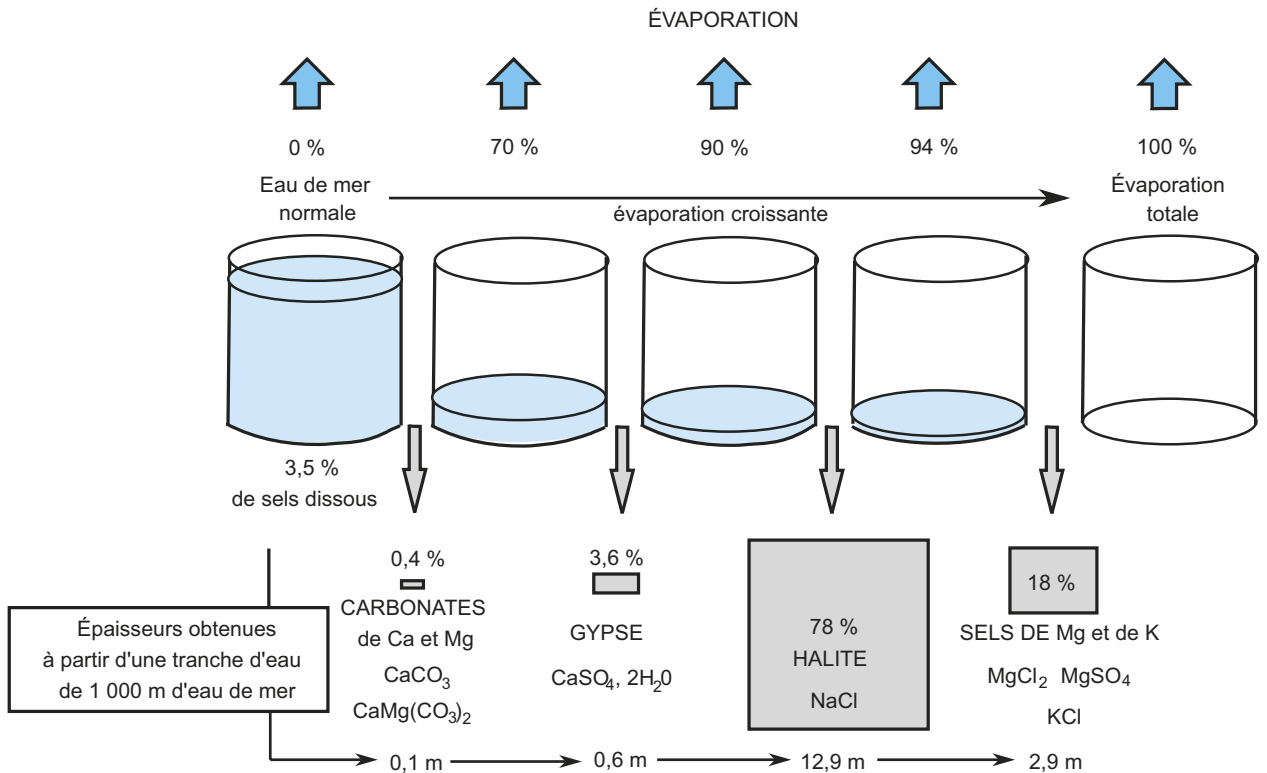 ÉVAPORATION
0 %
70 %
90 %
94 %
100 %
Eau de mer
normale
évaporation croissante
Évaporation
totale
3,5 %
de sels dissous
0,4 %
CARBONATES
de Ca et Mg
CaCO3
CaMg(CO3)2
3,6 %
GYPSE
CaSO4, 2H20
78 %
HALITE
NaCl
18 %
SELS DE Mg et de K
MgCl2 MgSO4
KCl
Épaisseurs obtenues
à partir d'une tranche d'eau
de 1 000 m d'eau de mer
0,1 m
0,6 m
12,9 m
2,9 m